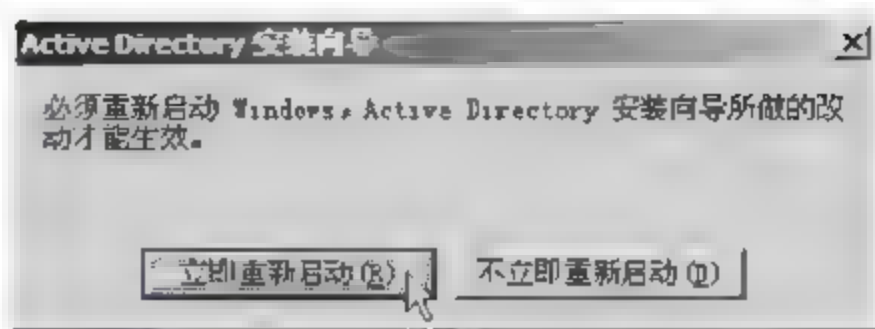 Active Directory 安装向导
必须重新启动 Windows，Active Directory 安装向导所做的改
动才能生效。
立即重新启动(R)
不立即重新启动(D)